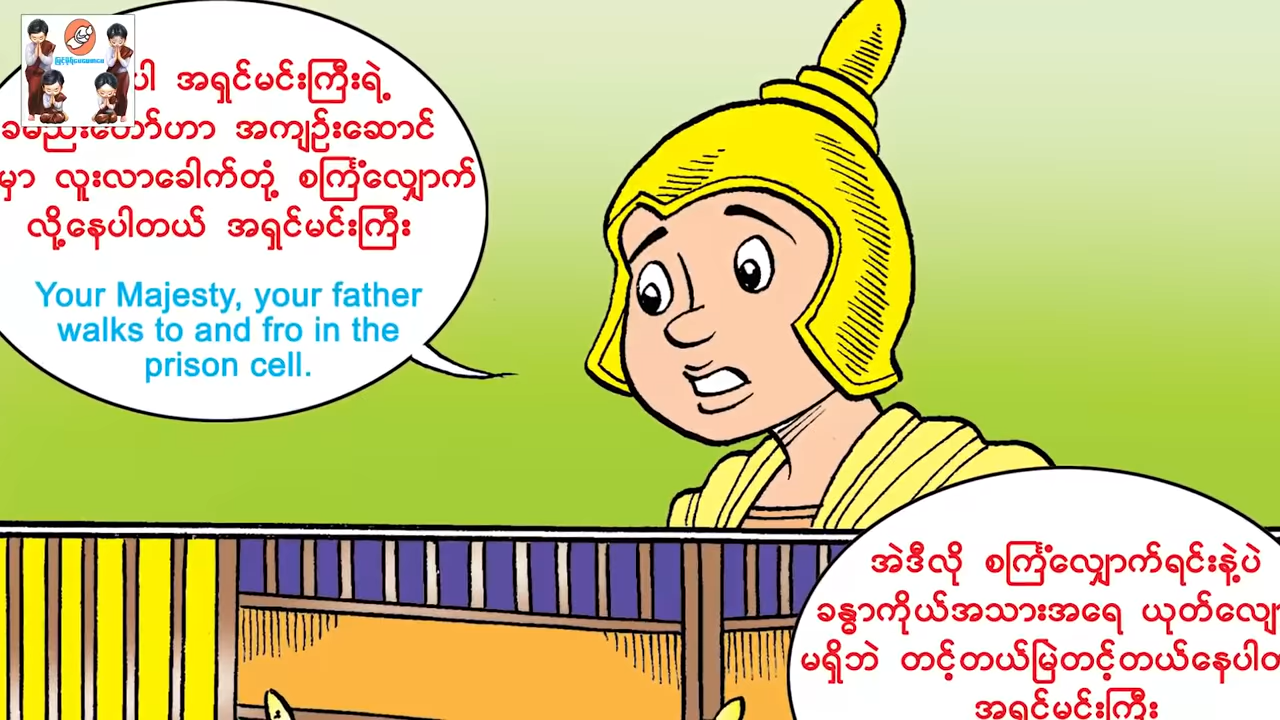 ပါ အရှင်မင်းကြီးရဲ့
ခမည်းတော်ဟာ အကျဉ်းဆောင်
မှာ လူးလာခေါက်တုံ့ စင်္ကြံလျှောက်
လို့နေပါတယ် အရှင်မင်းကြီး
Your Majesty, your father
walks to and fro in the
prison cell.
အဲဒီလို စင်္ကြံလျှောက်ရင်းနဲ့ပဲ
ခန္ဓာကိုယ်အသားအရေ ယုတ်လျော
မရှိဘဲ တင့်တယ်မြဲတင့်တယ်နေပါတ
အရှင်မင်းကြီး